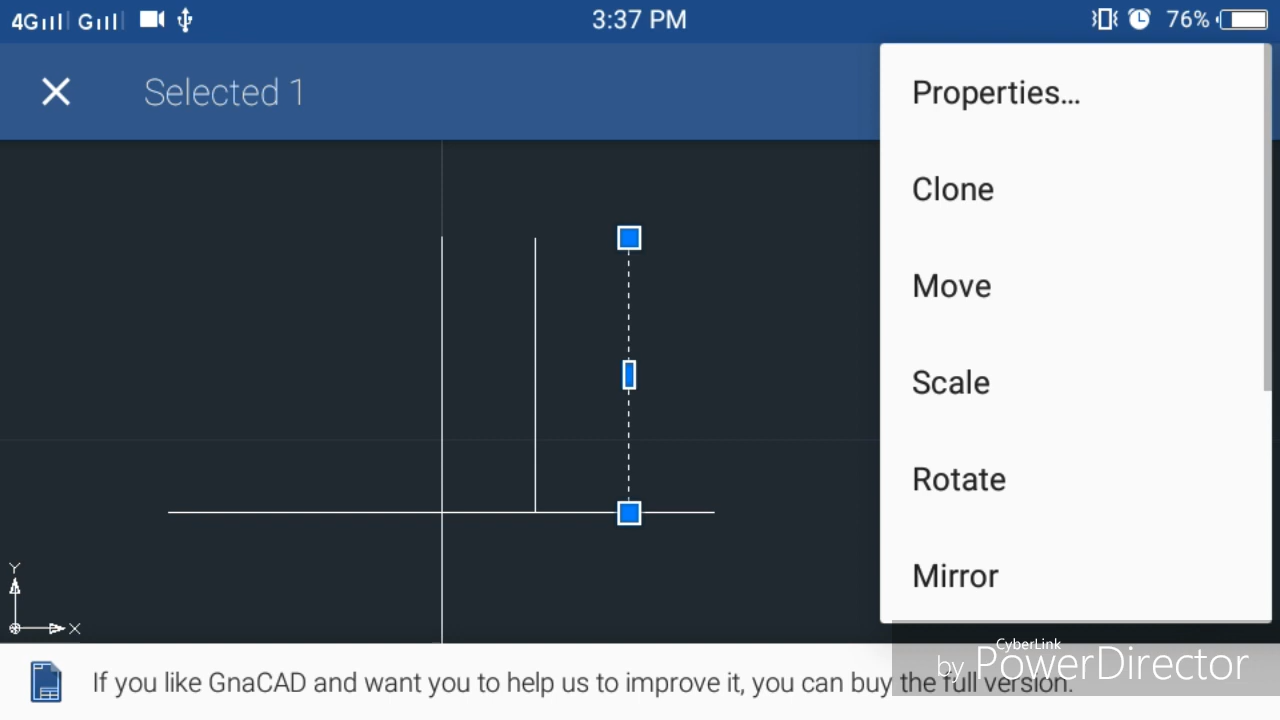 4G G 3:37 PM 76%
Selected 1
Properties...
Clone
Move
Scale
Rotate
Mirror
Y
X
CyberLink
by PowerDirector
If you like GnaCAD and want you to help us to improve it, you can buy the full version.